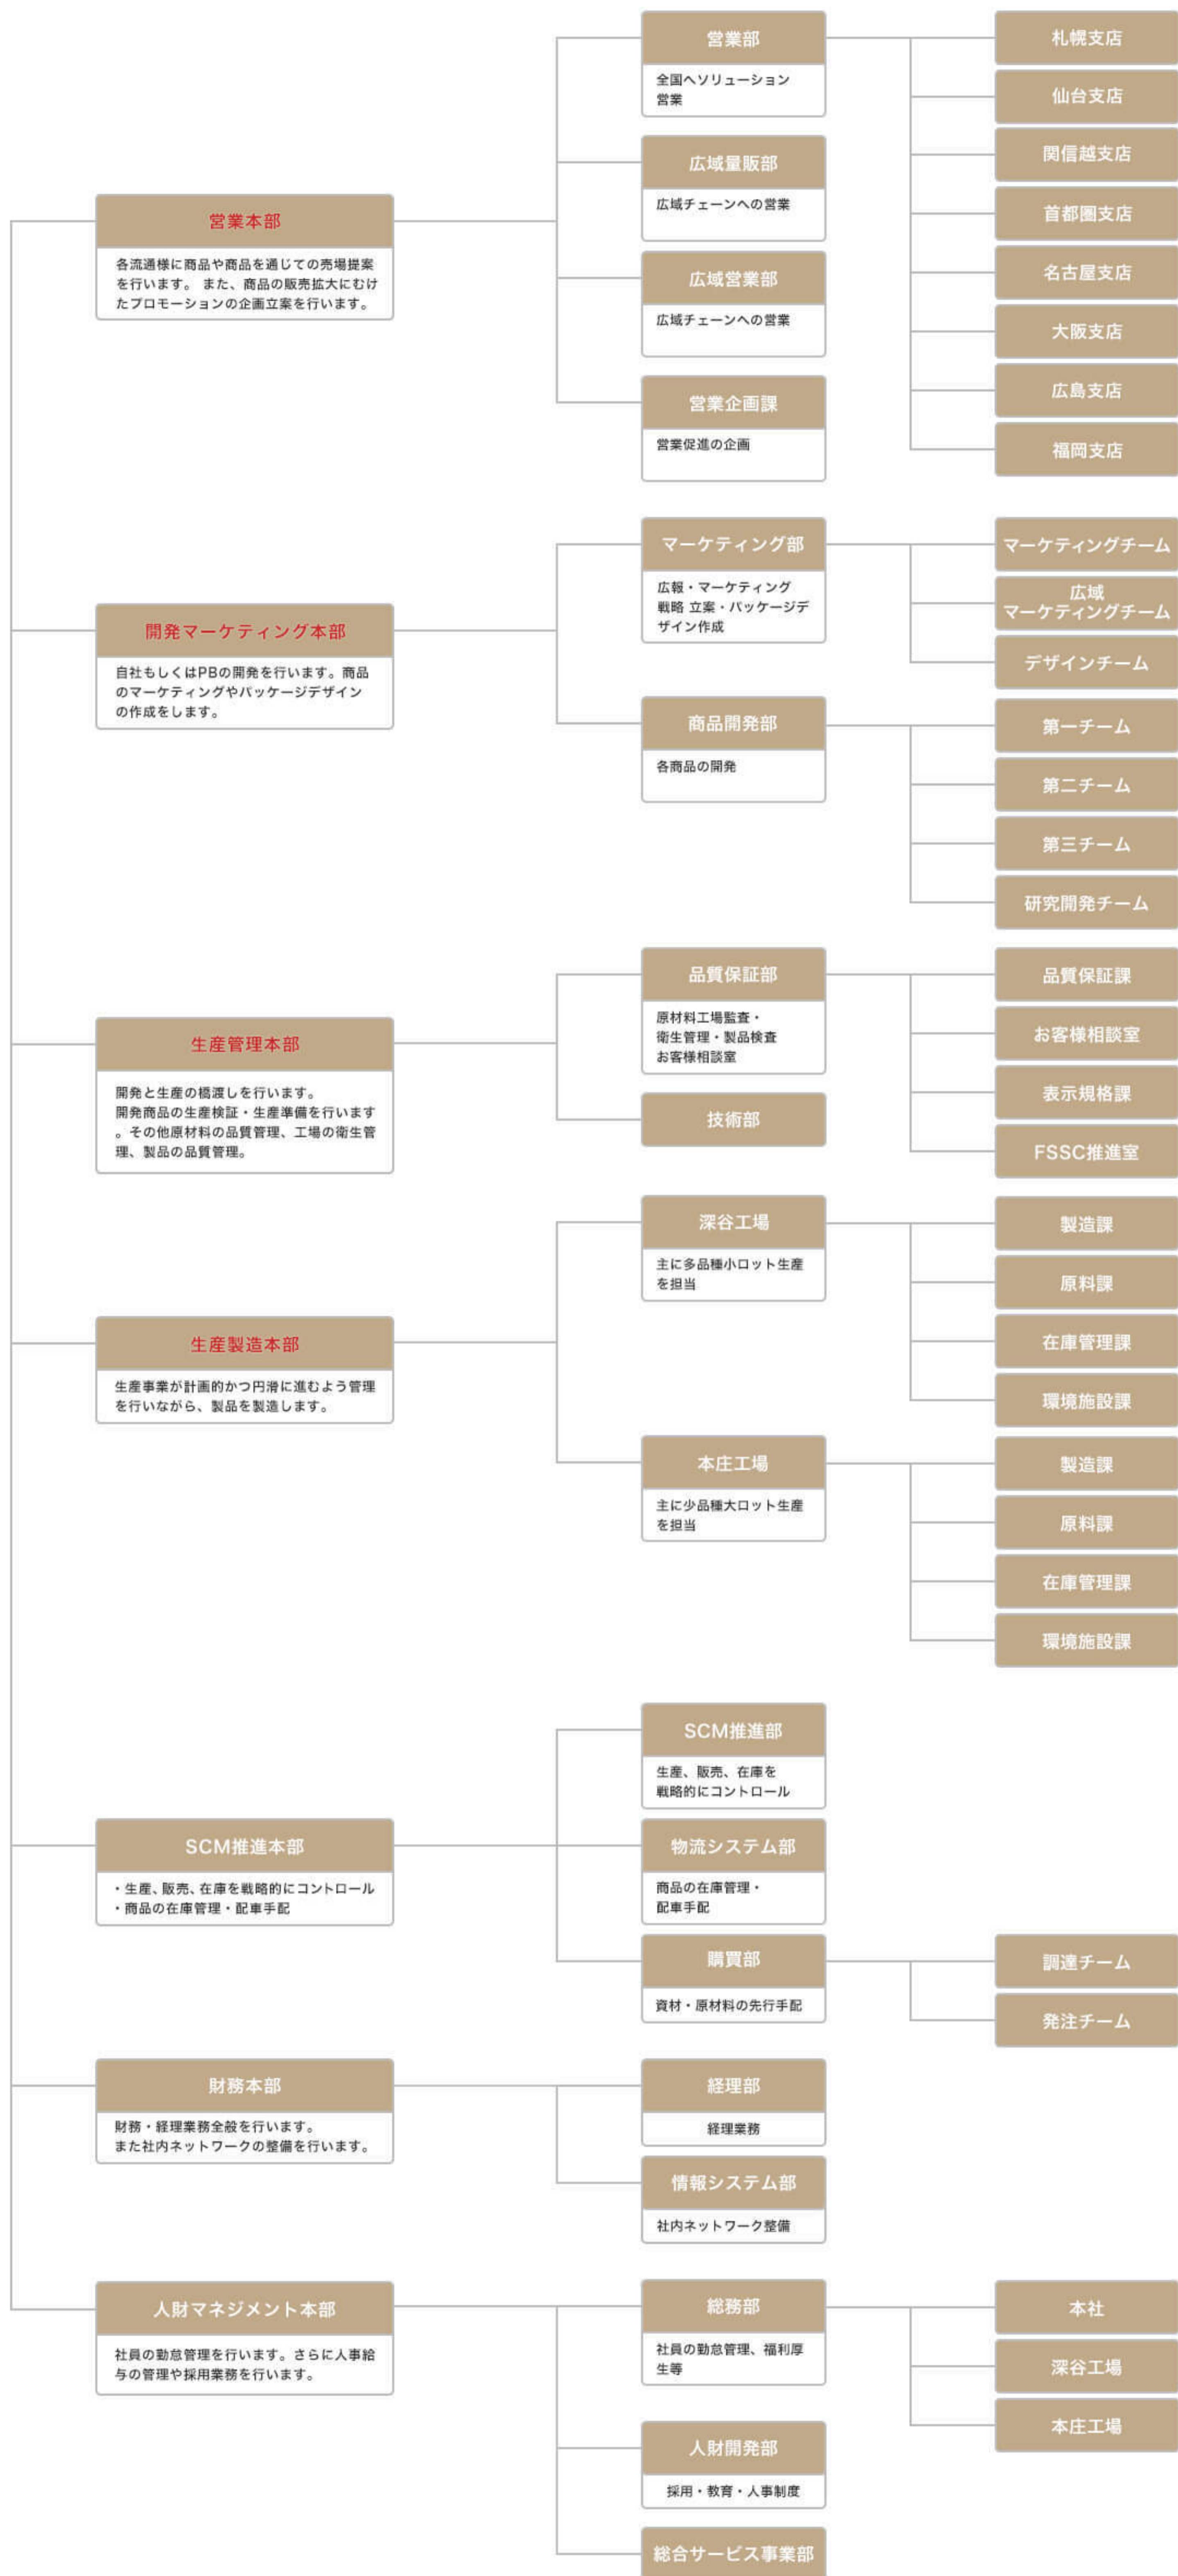 営業本部
各流通様に商品や商品を通じての売場提案
を行います。 また、商品の販売拡大にむけ
たプロモーションの企画立案を行います。
営業部
全国へソリューション
営業
広域量販部
広域チェーンへの営業
広域営業部
広域チェーンへの営業
営業企画課
営業促進の企画
札幌支店
仙台支店
関信越支店
首都圏支店
名古屋支店
大阪支店
広島支店
福岡支店
開発マーケティング本部
自社もしくはPBの開発を行います。商品
のマーケティングやパッケージデザイン
の作成をします。
マーケティング部
広報・マーケティング
戦略 立案・パッケージデ
ザイン作成
マーケティングチーム
広域
マーケティングチーム
デザインチーム
商品開発部
各商品の開発
第一チーム
第二チーム
第三チーム
研究開発チーム
生産管理本部
開発と生産の橋渡しを行います。
開発商品の生産検証・生産準備を行います
。その他原材料の品質管理、工場の衛生管
理、製品の品質管理。
品質保証部
原材料工場監査・
衛生管理・製品検査
お客様相談室
技術部
品質保証課
お客様相談室
表示規格課
FSSC推進室
生産製造本部
生産事業が計画的かつ円滑に進むよう管理
を行いながら、製品を製造します。
深谷工場
主に多品種小ロット生産
を担当
製造課
原料課
在庫管理課
環境施設課
本庄工場
主に少品種大ロット生産
を担当
製造課
原料課
在庫管理課
環境施設課
SCM推進本部
・生産、販売、在庫を戦略的にコントロール
・商品の在庫管理・配車手配
SCM推進部
生産、販売、在庫を
戦略的にコントロール
物流システム部
商品の在庫管理・
配車手配
購買部
資材・原材料の先行手配
調達チーム
発注チーム
財務本部
財務・経理業務全般を行います。
また社内ネットワークの整備を行います。
経理部
経理業務
情報システム部
社内ネットワーク整備
人財マネジメント本部
社員の勤怠管理を行います。さらに人事給
与の管理や採用業務を行います。
総務部
社員の勤怠管理、福利厚
生等
本社
深谷工場
本庄工場
人財開発部
採用・教育・人事制度
総合サービス事業部